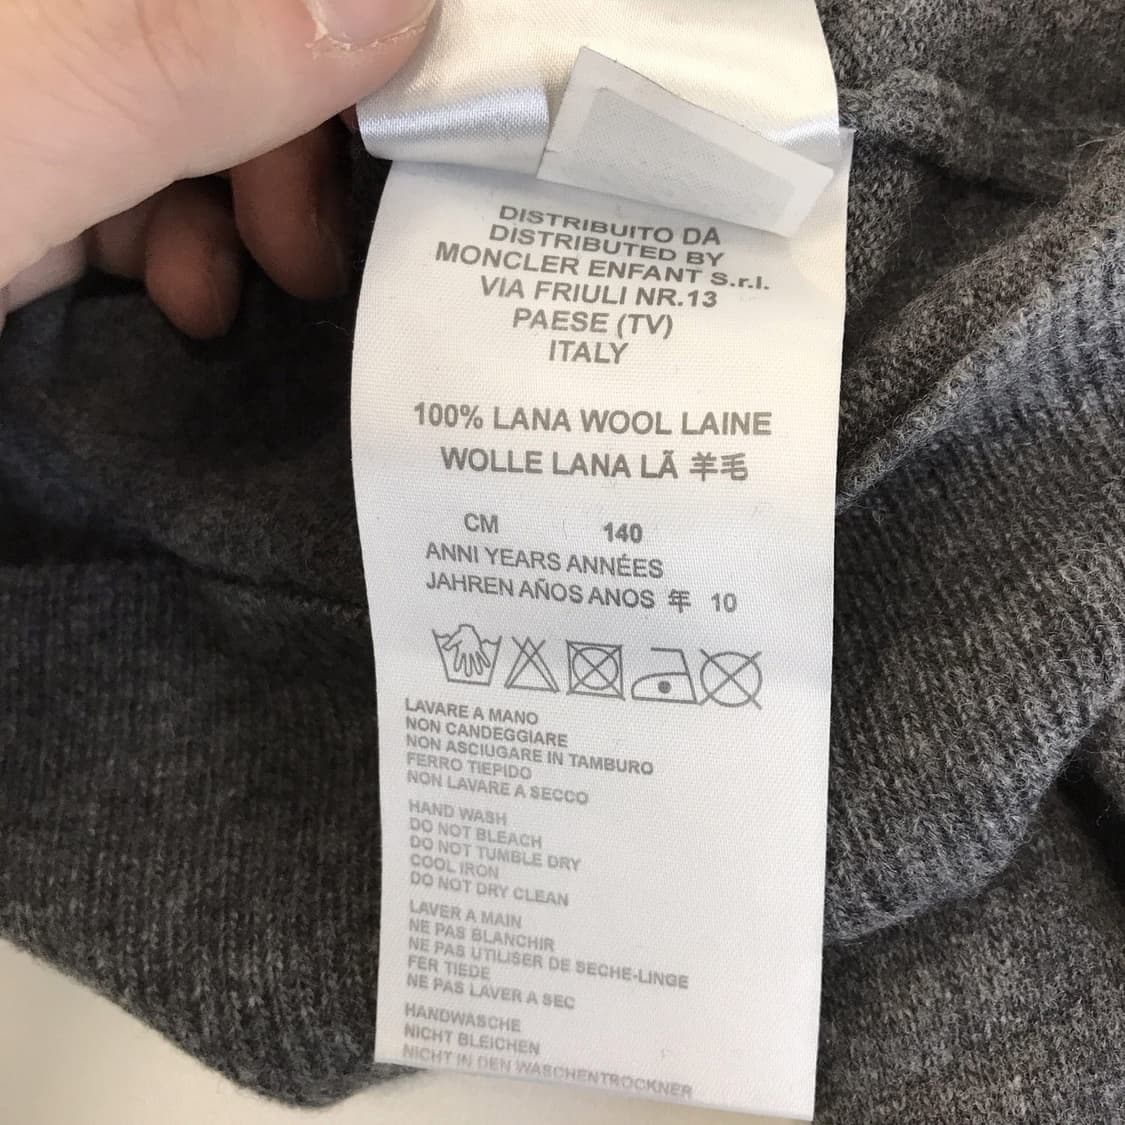 DISTRIBUITO DA
DISTRIBUTED BY
MONCLER ENFANT S.r.l.
VIA FRIULI NR.13
PAESE (TV)
ITALY
100% LANA WOOL LAINE
WOLLE LANA LÃ 羊毛
CM 140
ANNI YEARS ANNÉES
JAHREN AÑOS ANOS 年 10
LAVARE A MANO
NON CANDEGGIARE
NON ASCIUGARE IN TAMBURO
FERRO TIEPIDO
NON LAVARE A SECCO
HAND WASH
DO NOT BLEACH
DO NOT TUMBLE DRY
COOL IRON
DO NOT DRY CLEAN
LAVER A MAIN
NE PAS BLANCHIR
NE PAS UTILISER DE SECHE-LINGE
FER TIEDE
NE PAS LAVER A SEC
HANDWASCHE
NICHT BLEICHEN
NICHT IN DEN WASCHENTROCKNER